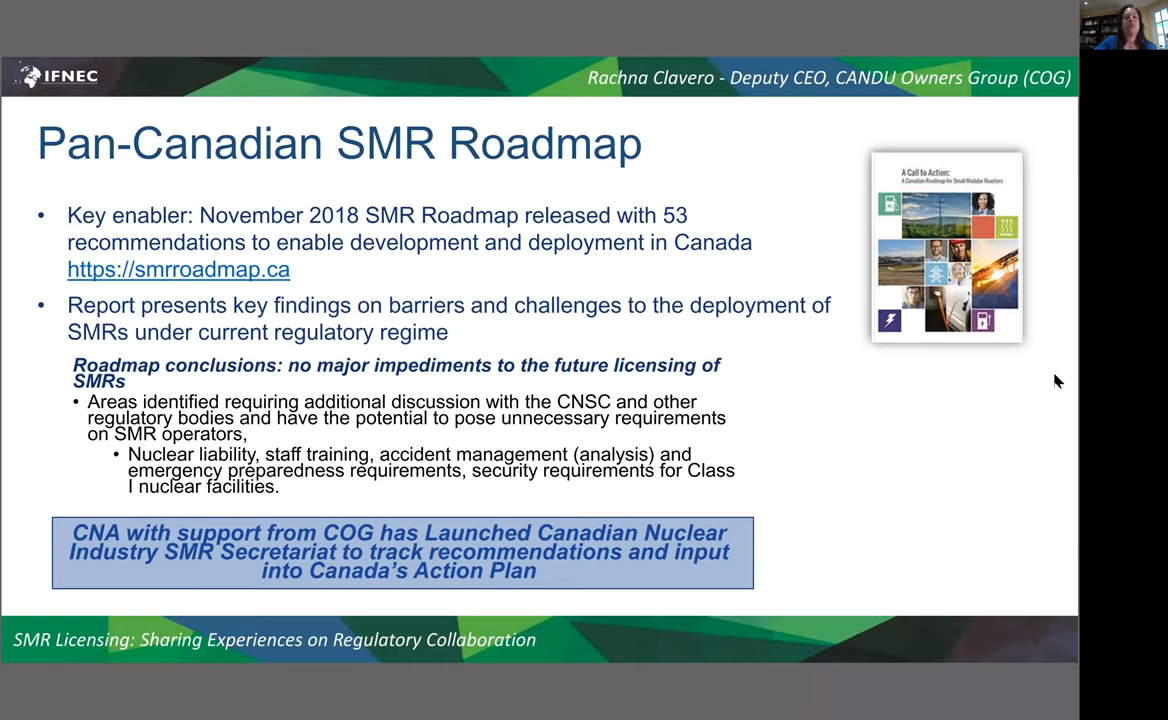 IFNEC
Rachna Clavero - Deputy CEO, CANDU Owners Group (COG)
Pan-Canadian SMR Roadmap
• Key enabler: November 2018 SMR Roadmap released with 53
recommendations to enable development and deployment in Canada
https://smrroadmap.ca
• Report presents key findings on barriers and challenges to the deployment of
SMRs under current regulatory regime
A Call to Action:
A Canadian Roadmap for Small Modular Reactors
Roadmap conclusions: no major impediments to the future licensing of
SMRs
• Areas identified requiring additional discussion with the CNSC and other
regulatory bodies and have the potential to pose unnecessary requirements
on SMR operators,
• Nuclear liability, staff training, accident management (analysis) and
emergency preparedness requirements, security requirements for Class
I nuclear facilities.
CNA with support from COG has Launched Canadian Nuclear
Industry SMR Secretariat to track recommendations and input
into Canada's Action Plan
SMR Licensing: Sharing Experiences on Regulatory Collaboration